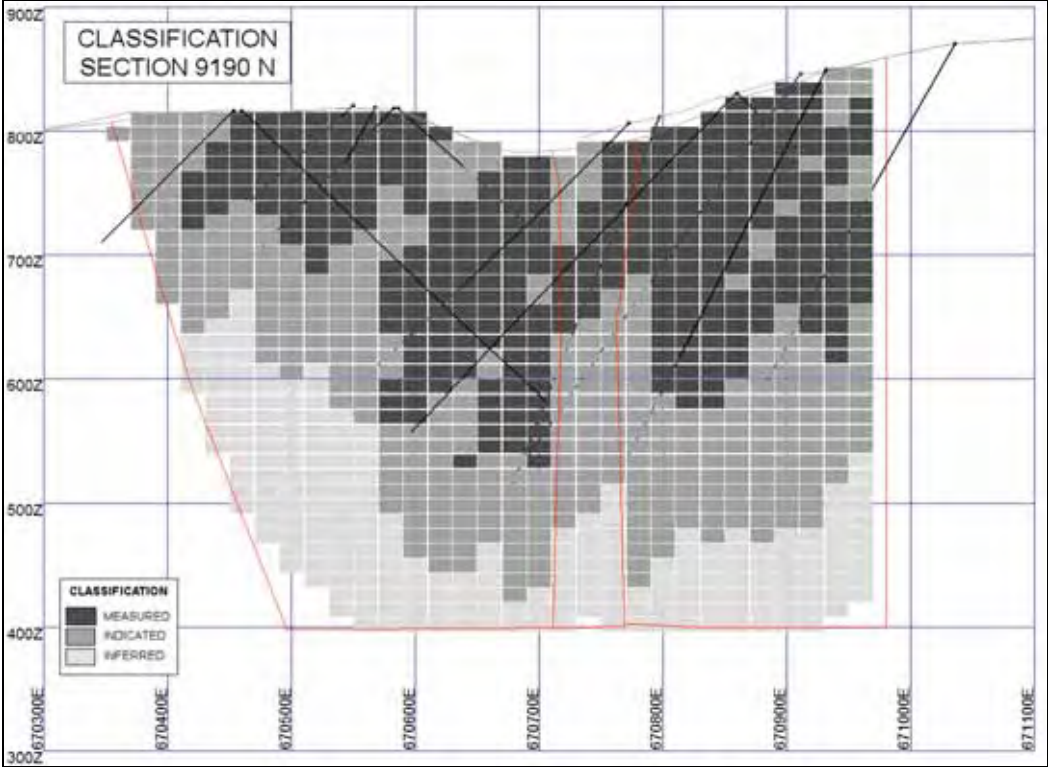 900Z
CLASSIFICATION
SECTION 9190 N
800Z
700Z
600Z
500Z
CLASSIFICATION
MEASURED
INDICATED
INFERRED
400Z
670300E
670400E
670500E
670600E
670700E
670800E
670900E
671000E
671100E
300Z